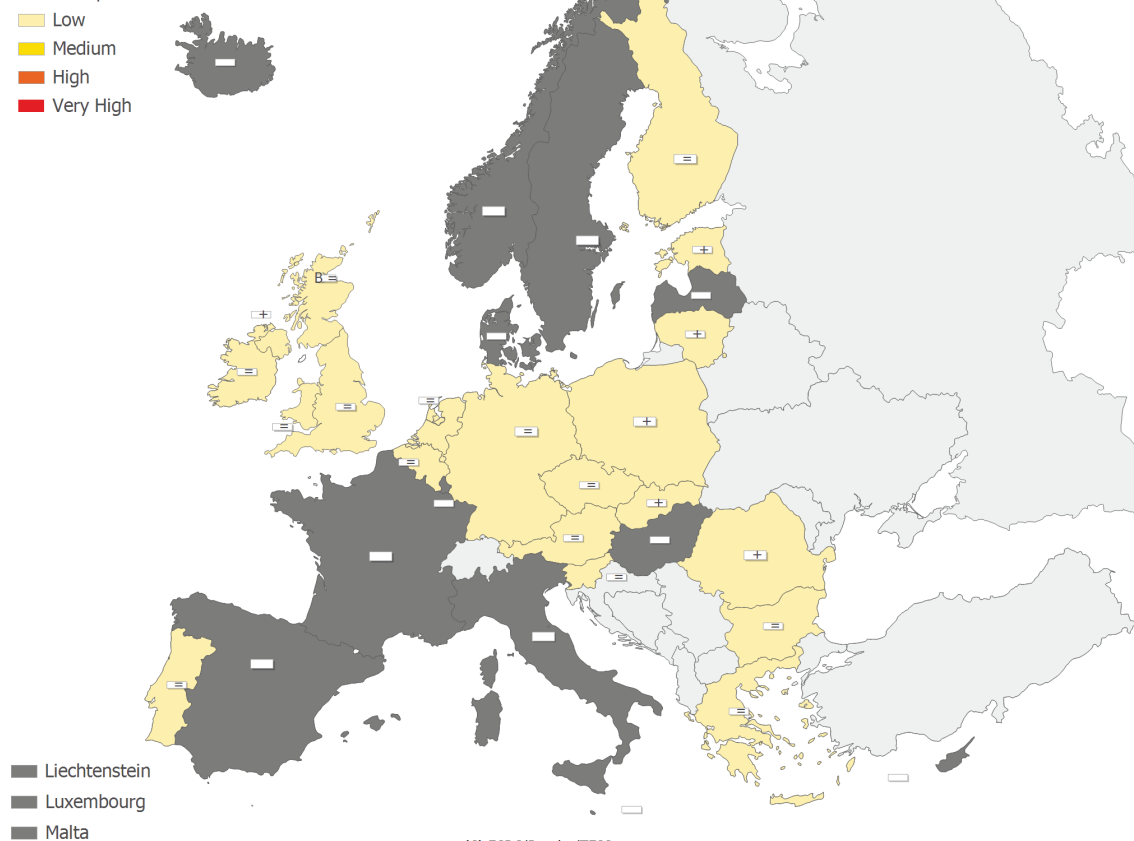 Low
Medium
High
Very High
=
+
+
B =
+
=
=
=
=
+
=
+
=
=
+
=
+
=
=
=
=
Liechtenstein
Luxembourg
Malta